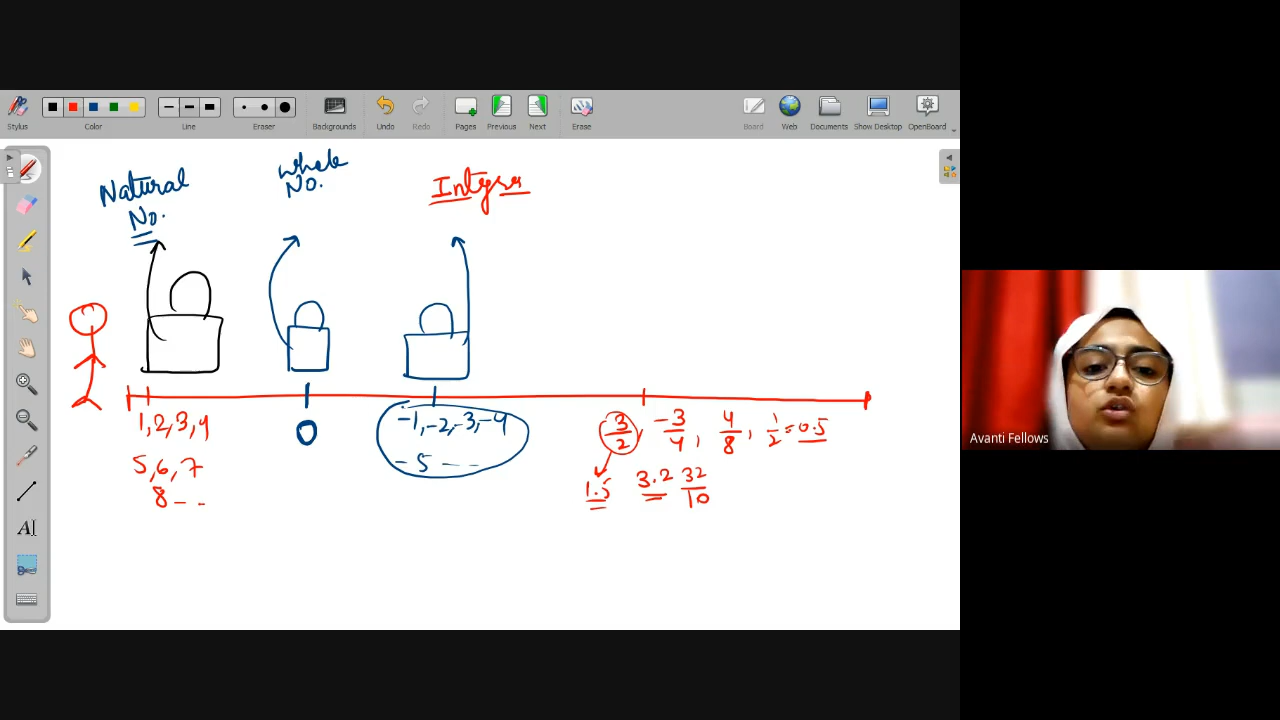 Stylus Color Line Eraser Backgrounds Undo Redo Pages Previous Next Erase Board Web Documents Show Desktop OpenBoard
Natural
No.
Whole
No.
Integers
1,2,3,4
5,6,7
8 - -
0
-1,-2,-3,-4
-5 - -
3/2, -3/4, 4/8, 1/2 = 0.5
1.5 3.2 32/10
Avanti Fellows